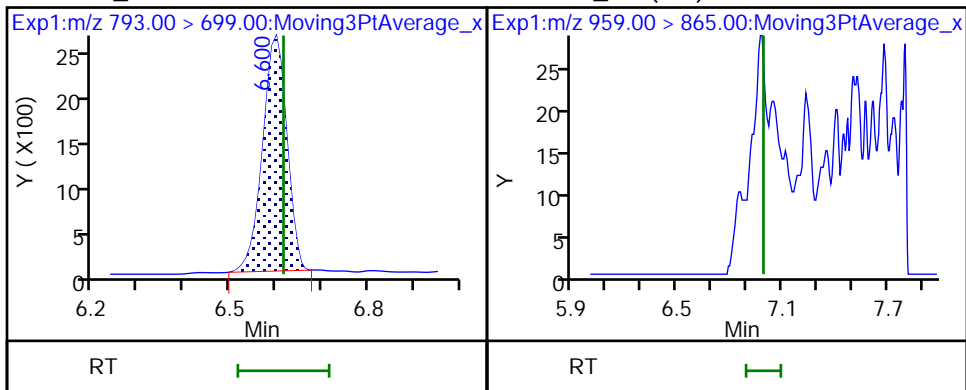 Exp1:m/z 793.00 > 699.00:Moving3PtAverage_x
6.600
Y ( X100)
25
20
15
10
5
0
6.2 6.5 6.8
Min
RT
Exp1:m/z 959.00 > 865.00:Moving3PtAverage_x
Y
25
20
15
10
5
0
5.9 6.5 7.1 7.7
Min
RT